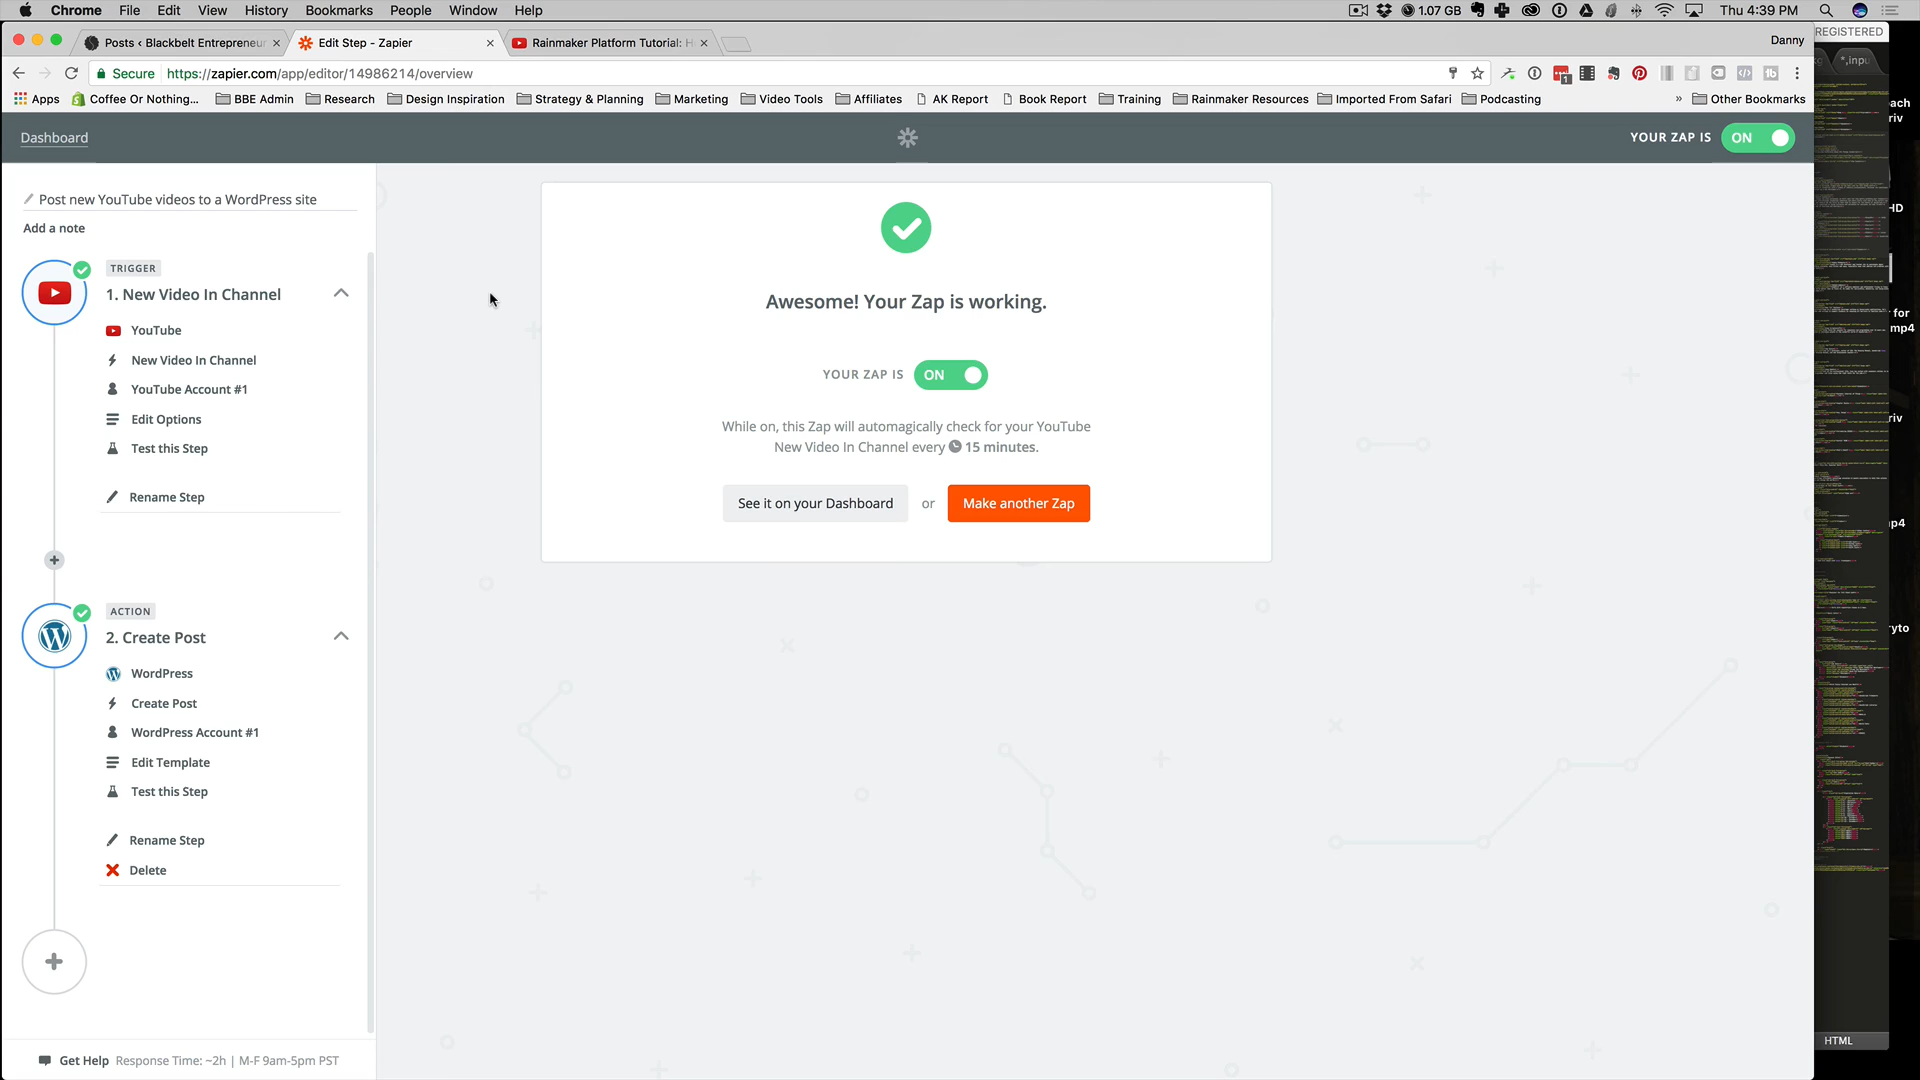 Chrome File Edit View History Bookmarks People Window Help 1.07 GB Thu 4:39 PM
Posts ‹ Blackbelt Entrepreneur Edit Step - Zapier Rainmaker Platform Tutorial: H Danny
REGISTERED
Secure https://zapier.com/app/editor/14986214/overview
Apps Coffee Or Nothing... BBE Admin Research Design Inspiration Strategy & Planning Marketing Video Tools Affiliates AK Report Book Report Training Rainmaker Resources Imported From Safari Podcasting » Other Bookmarks
Dashboard YOUR ZAP IS ON
Post new YouTube videos to a WordPress site
Add a note
TRIGGER
1. New Video In Channel
YouTube
New Video In Channel
YouTube Account #1
Edit Options
Test this Step
Rename Step
ACTION
2. Create Post
WordPress
Create Post
WordPress Account #1
Edit Template
Test this Step
Rename Step
Delete
Get Help Response Time: ~2h | M-F 9am-5pm PST
Awesome! Your Zap is working.
YOUR ZAP IS ON
While on, this Zap will automagically check for your YouTube
New Video In Channel every 15 minutes.
See it on your Dashboard or Make another Zap
HD
for
mp4
HTML